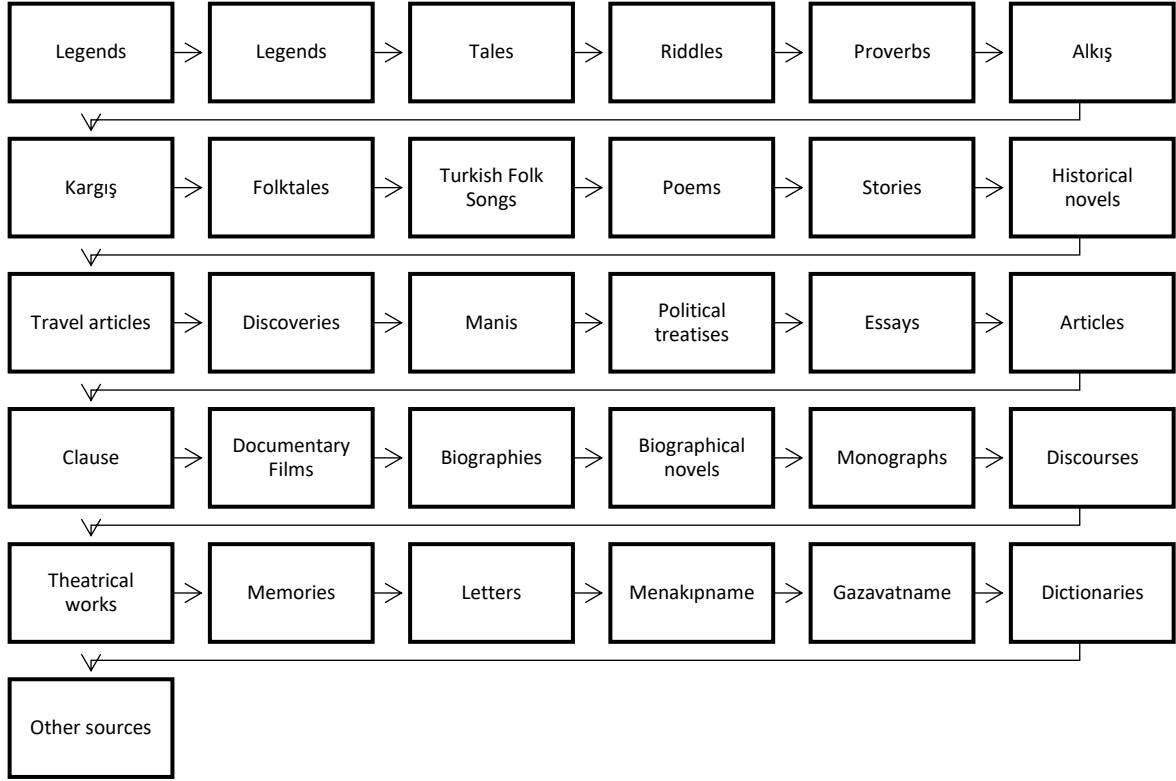 Legends
Legends
Tales
Riddles
Proverbs
Alkış
Kargış
Folktales
Turkish Folk
Songs
Poems
Stories
Historical
novels
Travel articles
Discoveries
Manis
Political
treatises
Essays
Articles
Clause
Documentary
Films
Biographies
Biographical
novels
Monographs
Discourses
Theatrical
works
Memories
Letters
Menakıpname
Gazavatname
Dictionaries
Other sources